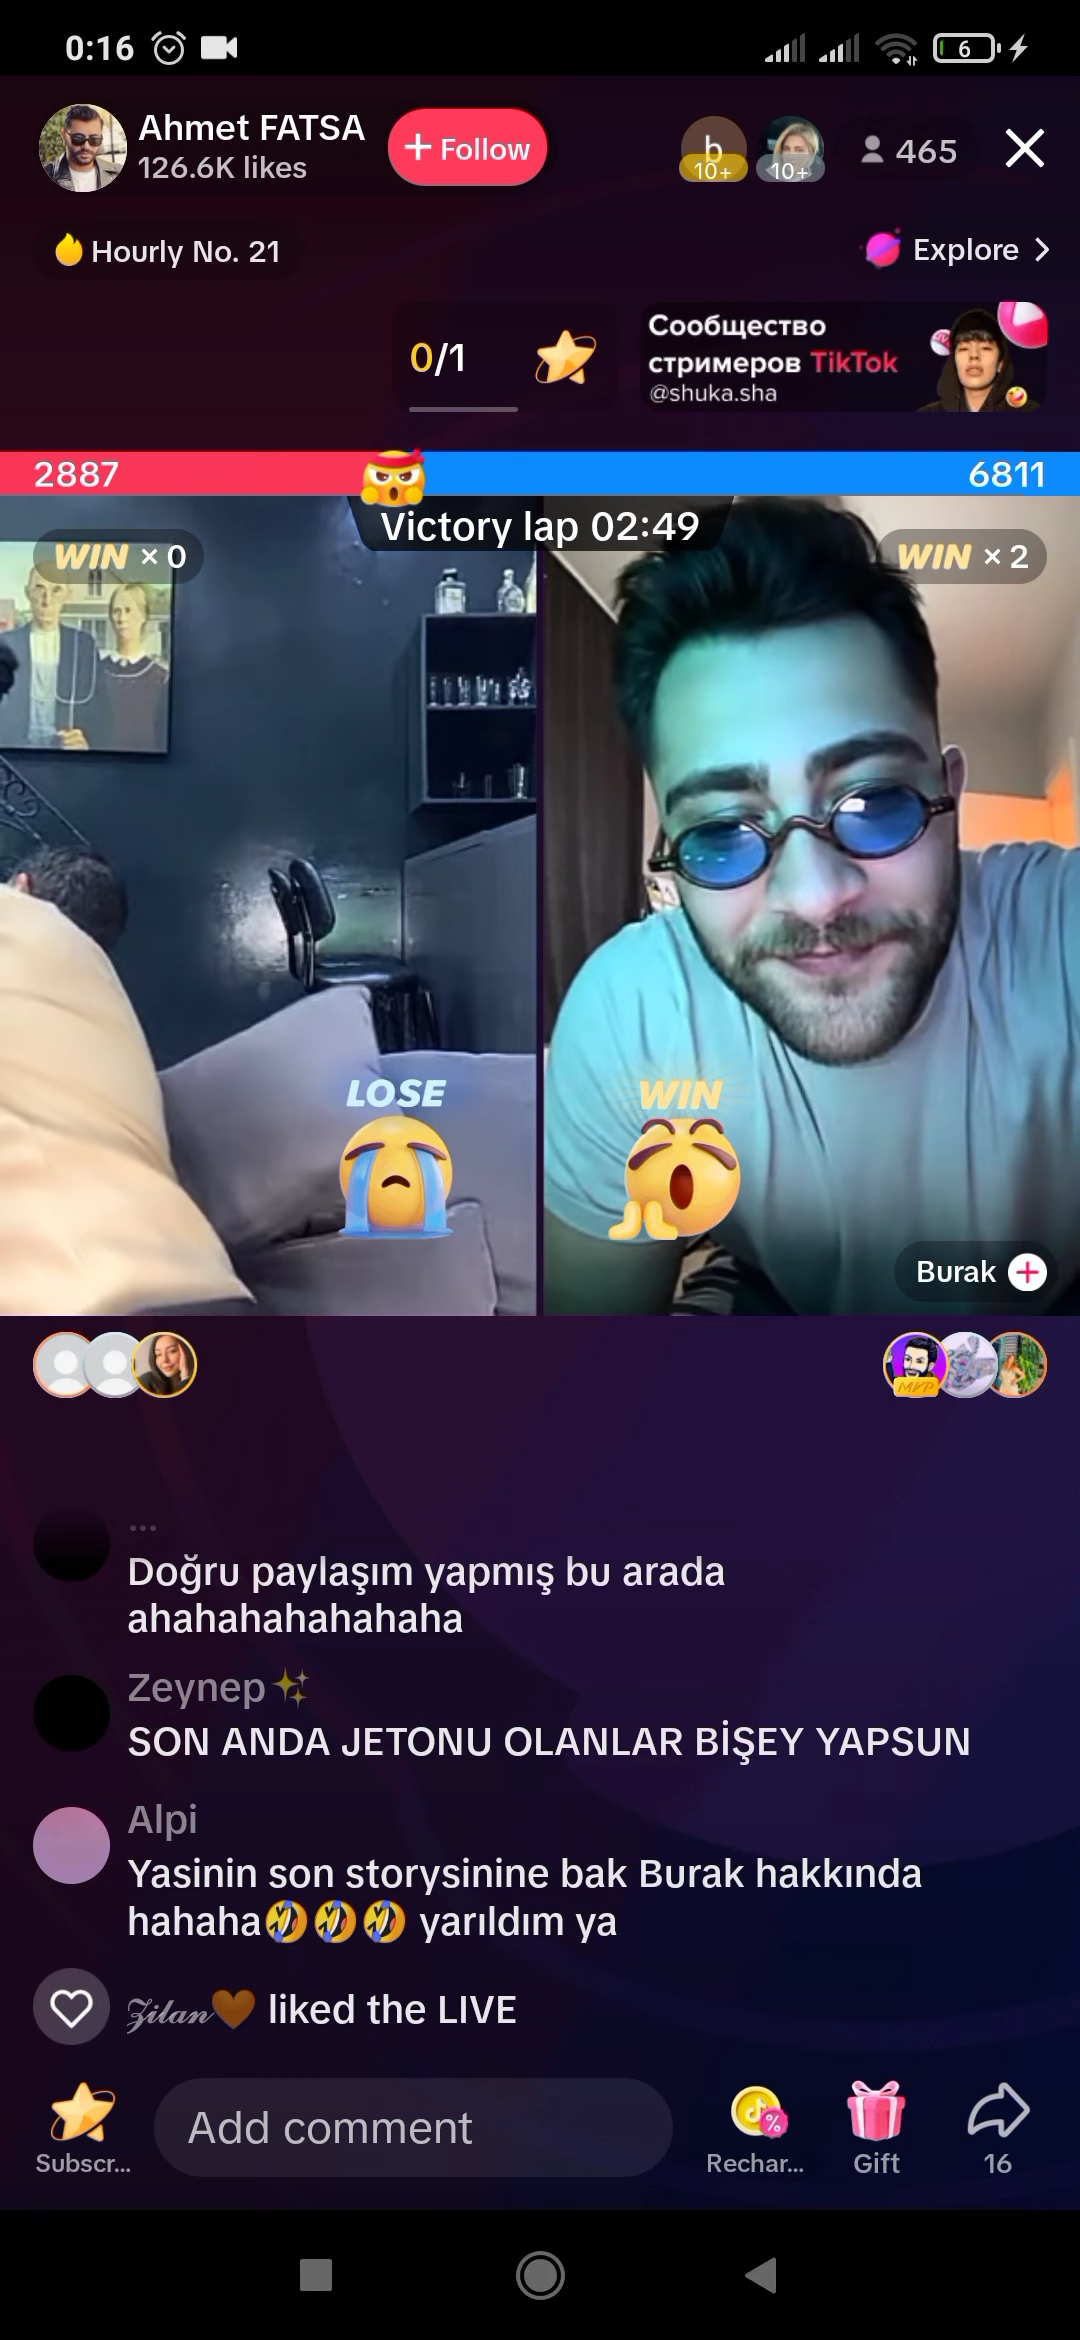 0:16
6
Ahmet FATSA
126.6K likes
+ Follow
b
10+
10+
465
Hourly No. 21
Explore >
0/1
Сообщество
стримеров TikTok
@shuka.sha
2887
6811
Victory lap 02:49
WIN × 0
WIN × 2
LOSE
WIN
Burak
MVP
...
Doğru paylaşım yapmış bu arada
ahahahahahahaha
Zeynep✨
SON ANDA JETONU OLANLAR BİŞEY YAPSUN
Alpi
Yasinin son storysinine bak Burak hakkında
hahaha🤣🤣🤣 yarıldım ya
𝒵𝒾𝓁𝒶𝓃🤎 liked the LIVE
Add comment
Subscr...
Rechar...
Gift
16